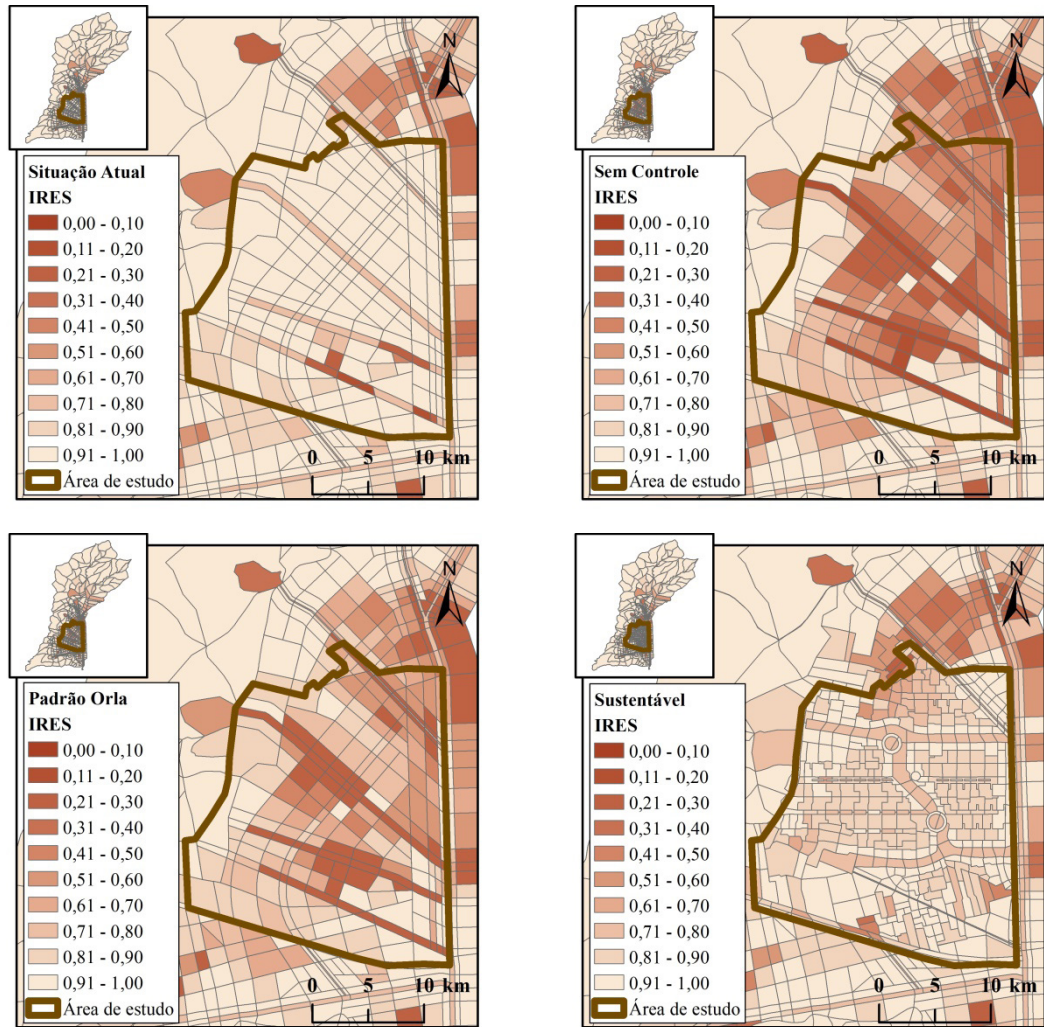 N
Situação Atual
IRES
0,00 - 0,10
0,11 - 0,20
0,21 - 0,30
0,31 - 0,40
0,41 - 0,50
0,51 - 0,60
0,61 - 0,70
0,71 - 0,80
0,81 - 0,90
0,91 - 1,00
Área de estudo
0 5 10 km
N
Sem Controle
IRES
0,00 - 0,10
0,11 - 0,20
0,21 - 0,30
0,31 - 0,40
0,41 - 0,50
0,51 - 0,60
0,61 - 0,70
0,71 - 0,80
0,81 - 0,90
0,91 - 1,00
Área de estudo
0 5 10 km
N
Padrão Orla
IRES
0,00 - 0,10
0,11 - 0,20
0,21 - 0,30
0,31 - 0,40
0,41 - 0,50
0,51 - 0,60
0,61 - 0,70
0,71 - 0,80
0,81 - 0,90
0,91 - 1,00
Área de estudo
0 5 10 km
N
Sustentável
IRES
0,00 - 0,10
0,11 - 0,20
0,21 - 0,30
0,31 - 0,40
0,41 - 0,50
0,51 - 0,60
0,61 - 0,70
0,71 - 0,80
0,81 - 0,90
0,91 - 1,00
Área de estudo
0 5 10 km